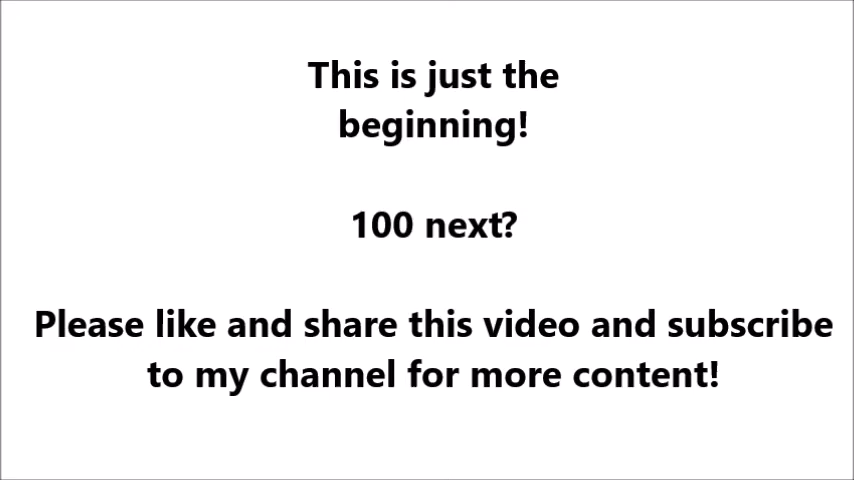 This is just the
beginning!
100 next?
Please like and share this video and subscribe
to my channel for more content!